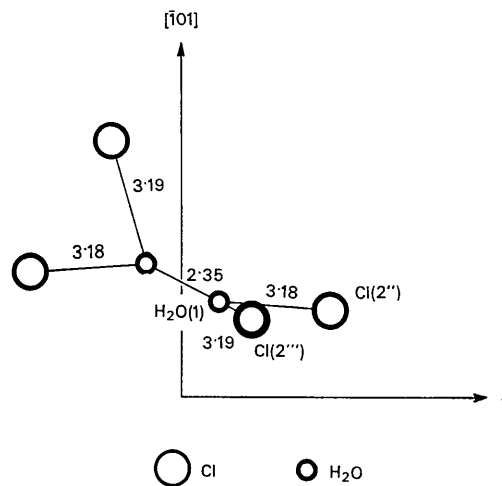 [1̄01]
3·19
3·18
2·35
3·18
H₂O(1)
Cl(2'')
3·19
Cl(2''')
Cl
H₂O